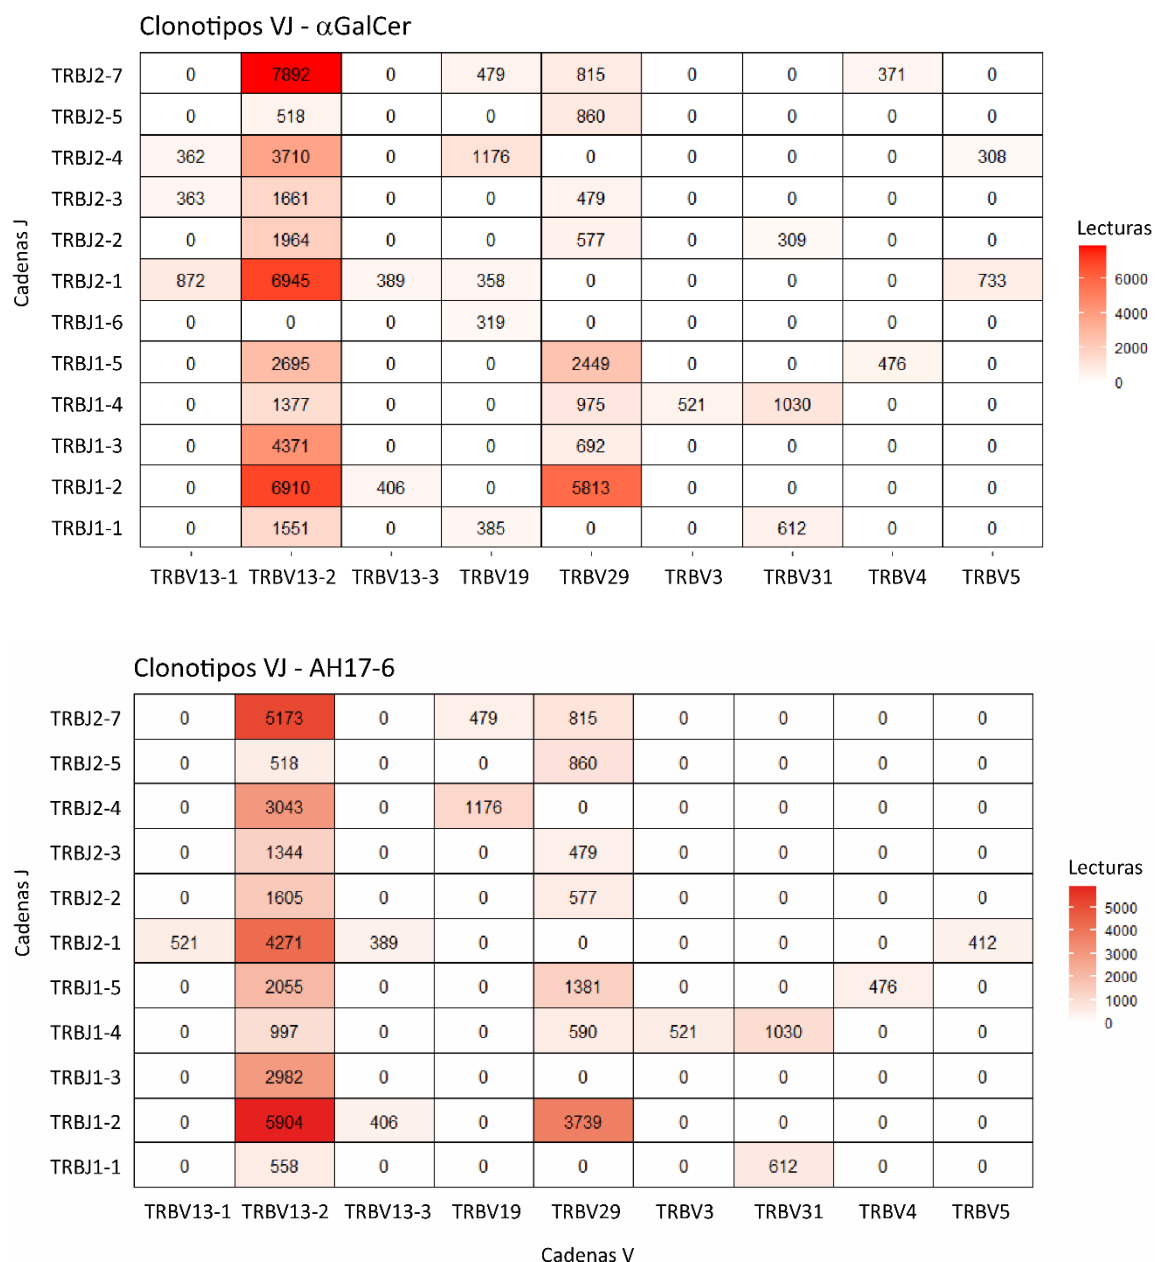 Clonotipos VJ - αGalCer
TRBJ2-7 0 7892 0 479 815 0 0 371 0
TRBJ2-5 0 518 0 0 860 0 0 0 0
TRBJ2-4 362 3710 0 1176 0 0 0 0 308
TRBJ2-3 363 1661 0 0 479 0 0 0 0
TRBJ2-2 0 1964 0 0 577 0 309 0 0
TRBJ2-1 872 6945 389 358 0 0 0 0 733
TRBJ1-6 0 0 0 319 0 0 0 0 0
TRBJ1-5 0 2695 0 0 2449 0 0 476 0
TRBJ1-4 0 1377 0 0 975 521 1030 0 0
TRBJ1-3 0 4371 0 0 692 0 0 0 0
TRBJ1-2 0 6910 406 0 5813 0 0 0 0
TRBJ1-1 0 1551 0 385 0 0 612 0 0
TRBV13-1 TRBV13-2 TRBV13-3 TRBV19 TRBV29 TRBV3 TRBV31 TRBV4 TRBV5
Cadenas J
Lecturas
6000
4000
2000
0
Clonotipos VJ - AH17-6
TRBJ2-7 0 5173 0 479 815 0 0 0 0
TRBJ2-5 0 518 0 0 860 0 0 0 0
TRBJ2-4 0 3043 0 1176 0 0 0 0 0
TRBJ2-3 0 1344 0 0 479 0 0 0 0
TRBJ2-2 0 1605 0 0 577 0 0 0 0
TRBJ2-1 521 4271 389 0 0 0 0 0 412
TRBJ1-5 0 2055 0 0 1381 0 0 476 0
TRBJ1-4 0 997 0 0 590 521 1030 0 0
TRBJ1-3 0 2982 0 0 0 0 0 0 0
TRBJ1-2 0 5904 406 0 3739 0 0 0 0
TRBJ1-1 0 558 0 0 0 0 612 0 0
TRBV13-1 TRBV13-2 TRBV13-3 TRBV19 TRBV29 TRBV3 TRBV31 TRBV4 TRBV5
Cadenas J
Cadenas V
Lecturas
5000
4000
3000
2000
1000
0